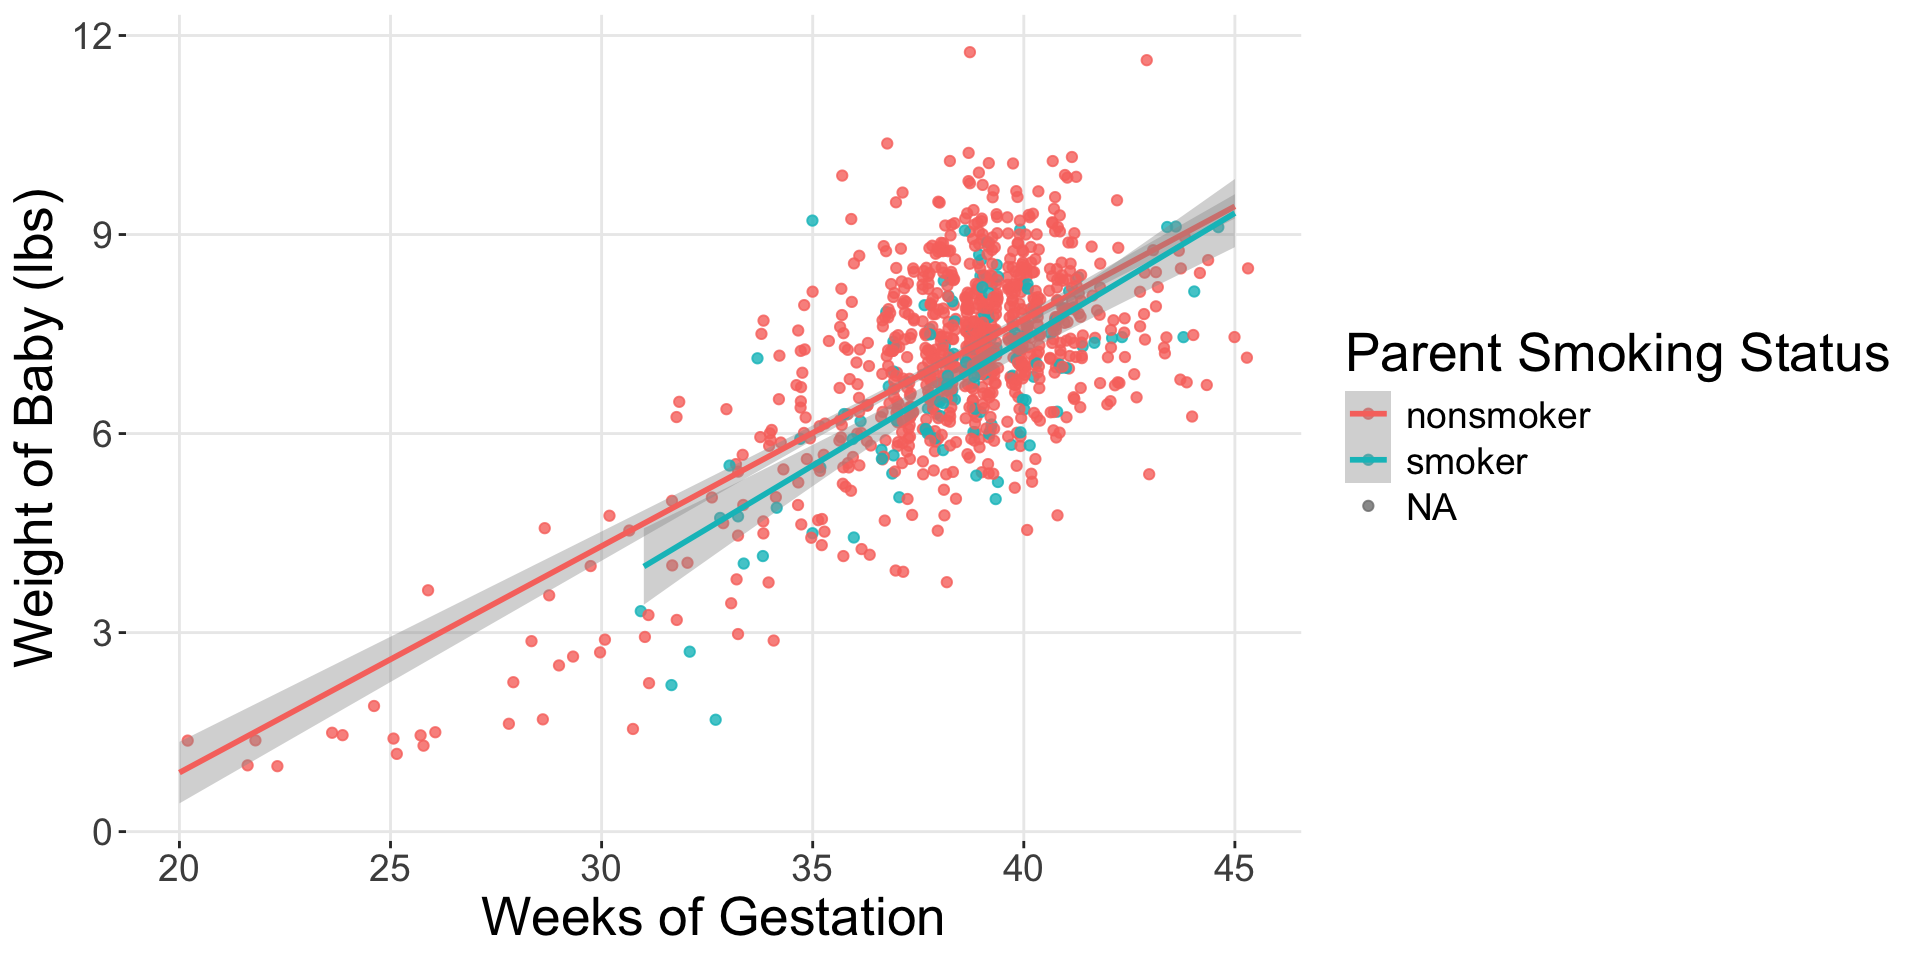 12
9
6
3
0
Weight of Baby (lbs)
20 25 30 35 40 45
Weeks of Gestation
Parent Smoking Status
nonsmoker
smoker
NA